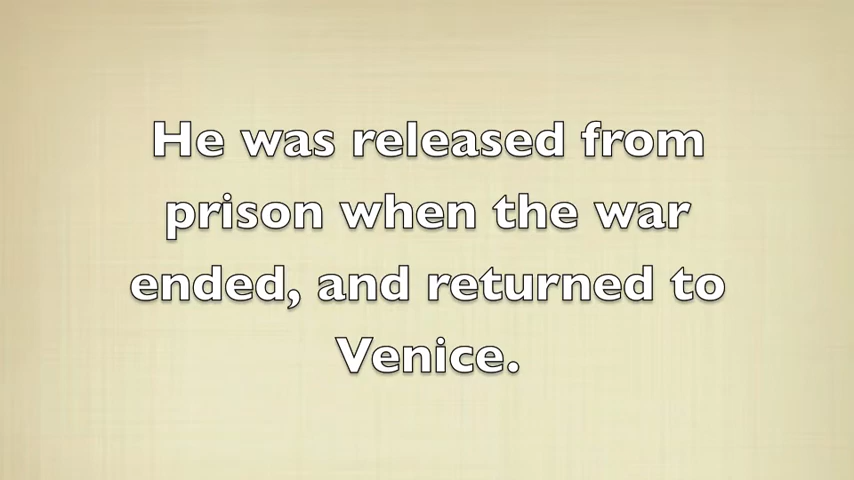 He was released from
prison when the war
ended, and returned to
Venice.